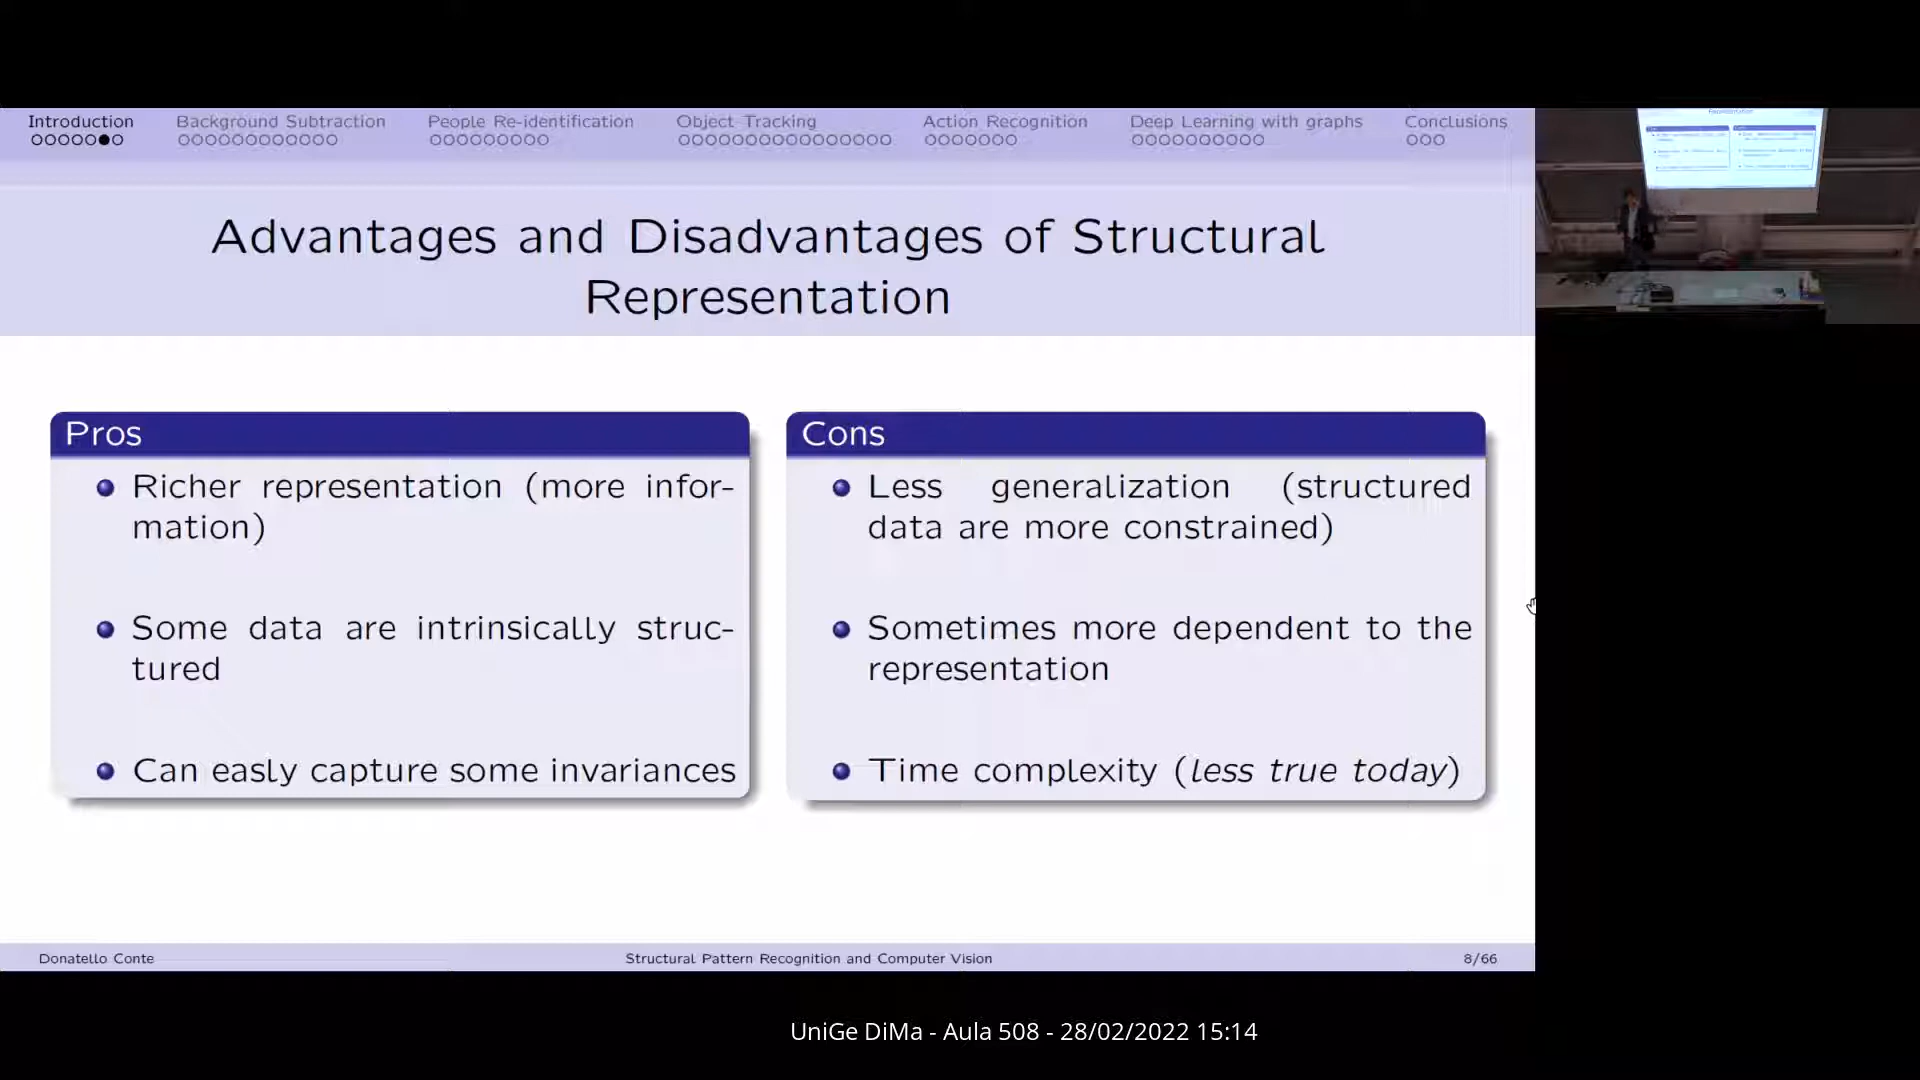 Introduction
Background Subtraction
People Re-identification
Object Tracking
Action Recognition
Deep Learning with graphs
Conclusions
Advantages and Disadvantages of Structural
Representation
Pros
Richer representation (more infor-
mation)
Some data are intrinsically struc-
tured
Can easly capture some invariances
Cons
Less generalization (structured
data are more constrained)
Sometimes more dependent to the
representation
Time complexity (less true today)
Donatello Conte
Structural Pattern Recognition and Computer Vision
8/66
UniGe DiMa - Aula 508 - 28/02/2022 15:14